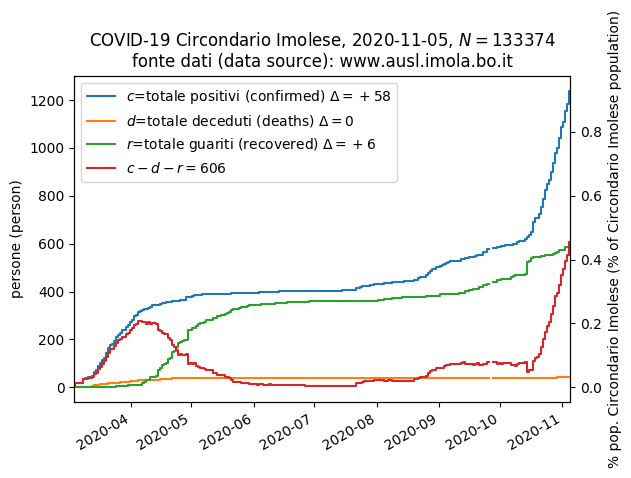 COVID-19 Circondario Imolese, 2020-11-05, N = 133374
fonte dati (data source): www.ausl.imola.bo.it
c=totale positivi (confirmed) Δ = +58
d=totale deceduti (deaths) Δ = 0
r=totale guariti (recovered) Δ = +6
c − d − r = 606
persone (person)
1200
1000
800
600
400
200
0
0.8
0.6
0.4
0.2
0.0
% pop. Circondario Imolese (% of Circondario Imolese population)
2020-04
2020-05
2020-06
2020-07
2020-08
2020-09
2020-10
2020-11